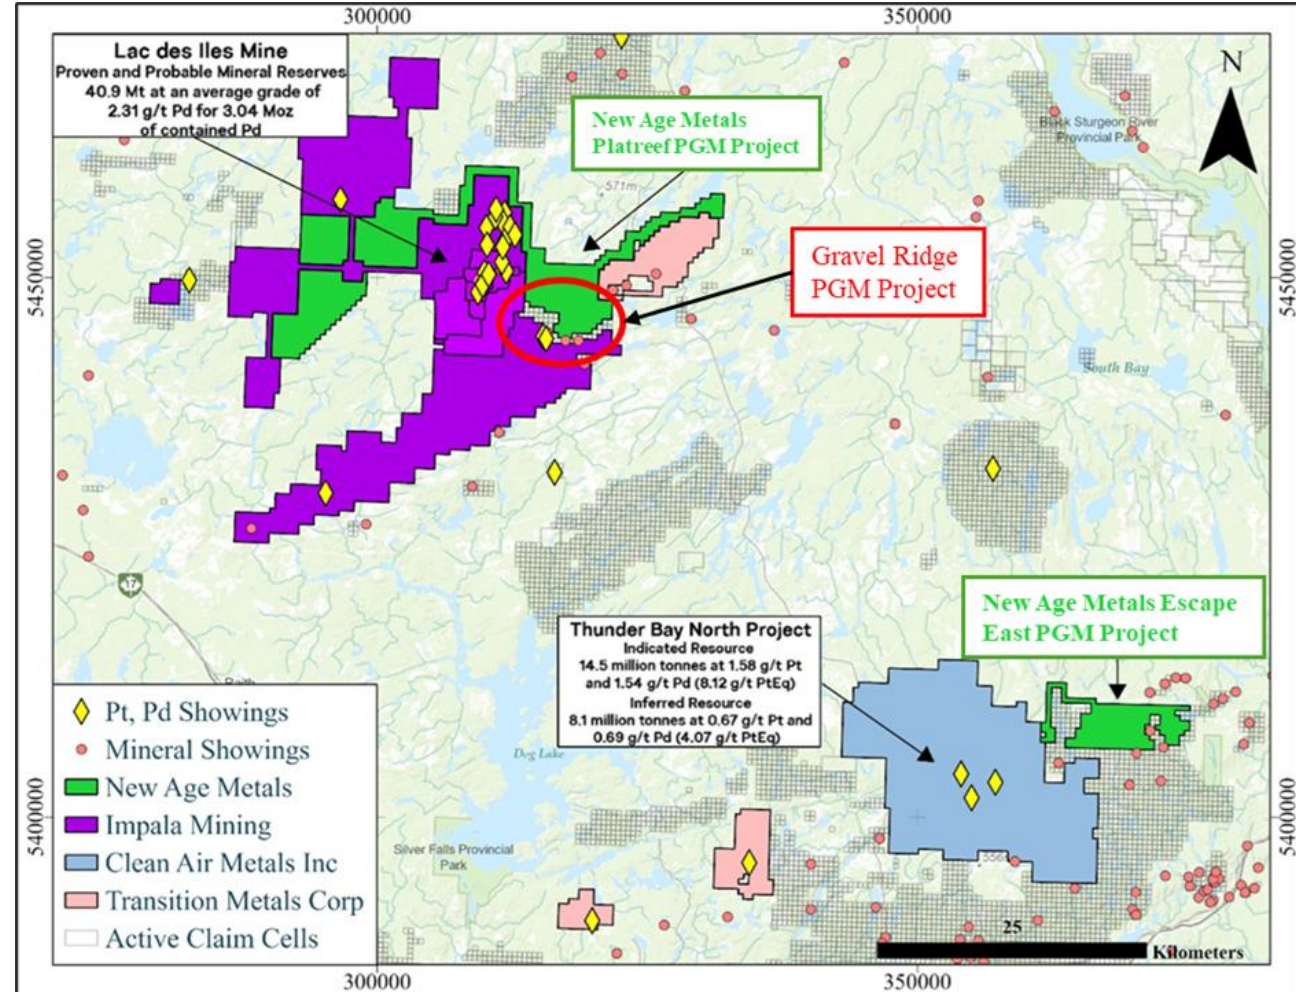 300000
350000
Lac des Iles Mine
Proven and Probable Mineral Reserves
40.9 Mt at an average grade of
2.31 g/t Pd for 3.04 Moz
of contained Pd
New Age Metals
Platreef PGM Project
N
Black Sturgeon River
Provincial Park
571m
Gravel Ridge
PGM Project
5450000
5450000
South Bay
17
New Age Metals Escape
East PGM Project
Thunder Bay North Project
Indicated Resource
14.5 million tonnes at 1.58 g/t Pt
and 1.54 g/t Pd (8.12 g/t PtEq)
Inferred Resource
8.1 million tonnes at 0.67 g/t Pt and
0.69 g/t Pd (4.07 g/t PtEq)
Raith
Dog Lake
Pt, Pd Showings
Mineral Showings
New Age Metals
Impala Mining
Clean Air Metals Inc
Transition Metals Corp
Active Claim Cells
5400000
5400000
Silver Falls Provincial
Park
25
Kilometers
300000
350000